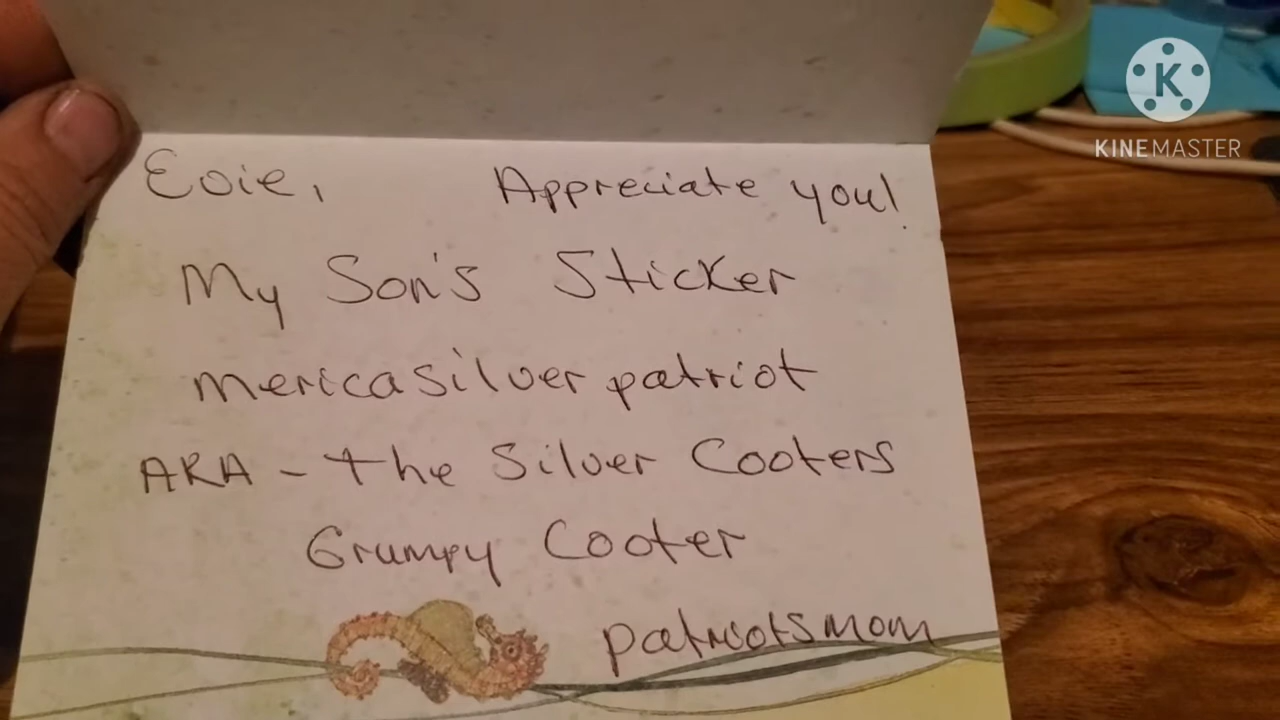 Evie, Appreciate you!
My Son's Sticker
mericasilverpatriot
AKA - the Silver Cooters
Grumpy Cooter
patriotsmom
K
KINEMASTER